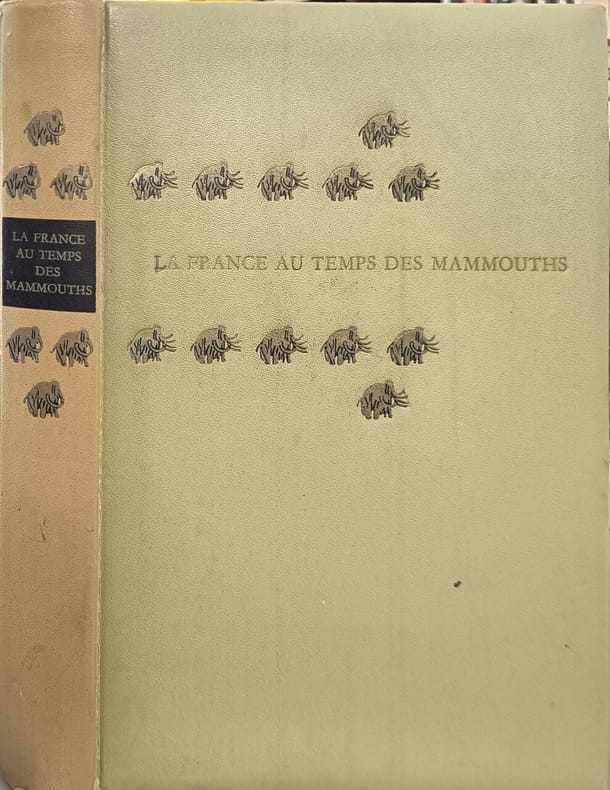 LA FRANCE
AU TEMPS
DES
MAMMOUTHS
LA FRANCE AU TEMPS DES MAMMOUTHS